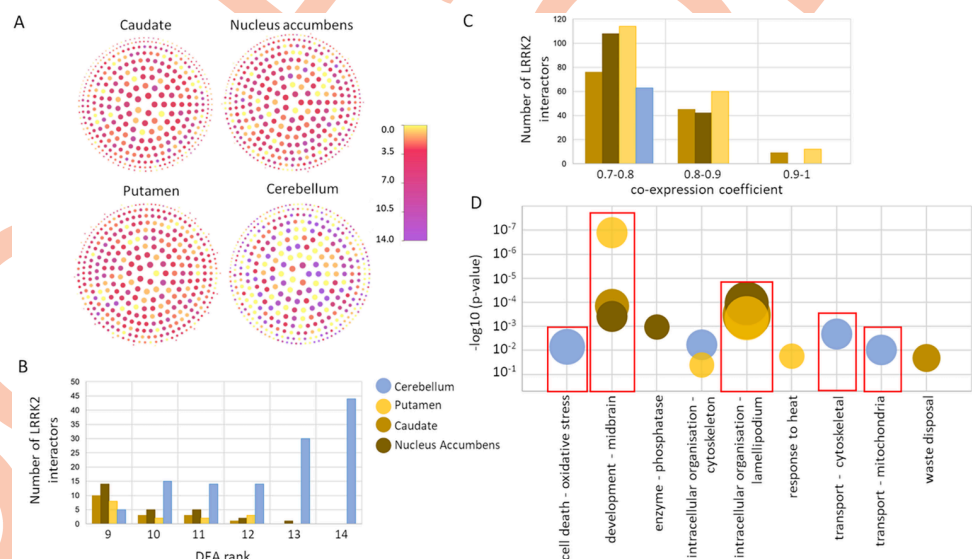 A
Caudate
Nucleus accumbens
Putamen
Cerebellum
0.0
3.5
7.0
10.5
14.0
B
Number of LRRK2
interactors
50
45
40
35
30
25
20
15
10
5
0
9 10 11 12 13 14
DEA rank
Cerebellum
Putamen
Caudate
Nucleus Accumbens
C
Number of LRRK2
interactors
120
100
80
60
40
20
0
0.7-0.8 0.8-0.9 0.9-1
co-expression coefficient
D
-log10 (p-value)
10-7
10-6
10-5
10-4
10-3
10-2
10-1
cell death - oxidative stress
development - midbrain
enzyme - phosphatase
intracellular organisation -
cytoskeleton
intracellular organisation -
lamellipodium
response to heat
transport - cytoskeletal
transport - mitochondria
waste disposal